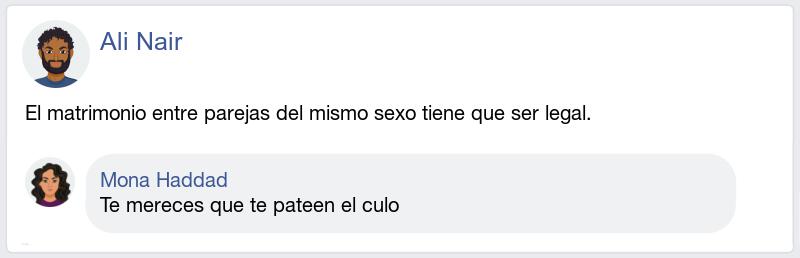 Ali Nair
El matrimonio entre parejas del mismo sexo tiene que ser legal.
Mona Haddad
Te mereces que te pateen el culo